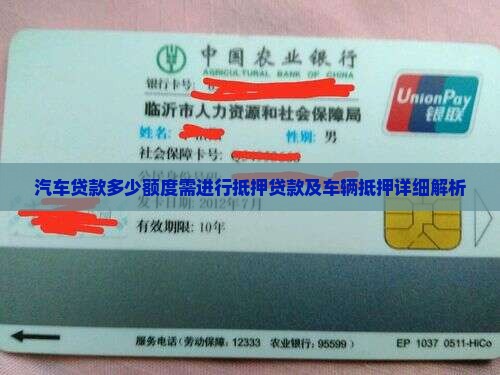 中国农业银行
AGRICULTURAL BANK OF CHINA
UnionPay
银联
银行卡号:
临沂市人力资源和社会保障局
姓名: 性别: 男
社会保障卡号:
汽车贷款多少额度需进行抵押贷款及车辆抵押详细解析
发卡日期: 2012年7月
有效期限: 10年
服务电话(劳动保障: 12333 农业银行: 95599)
EP 1037 0511-HiCo